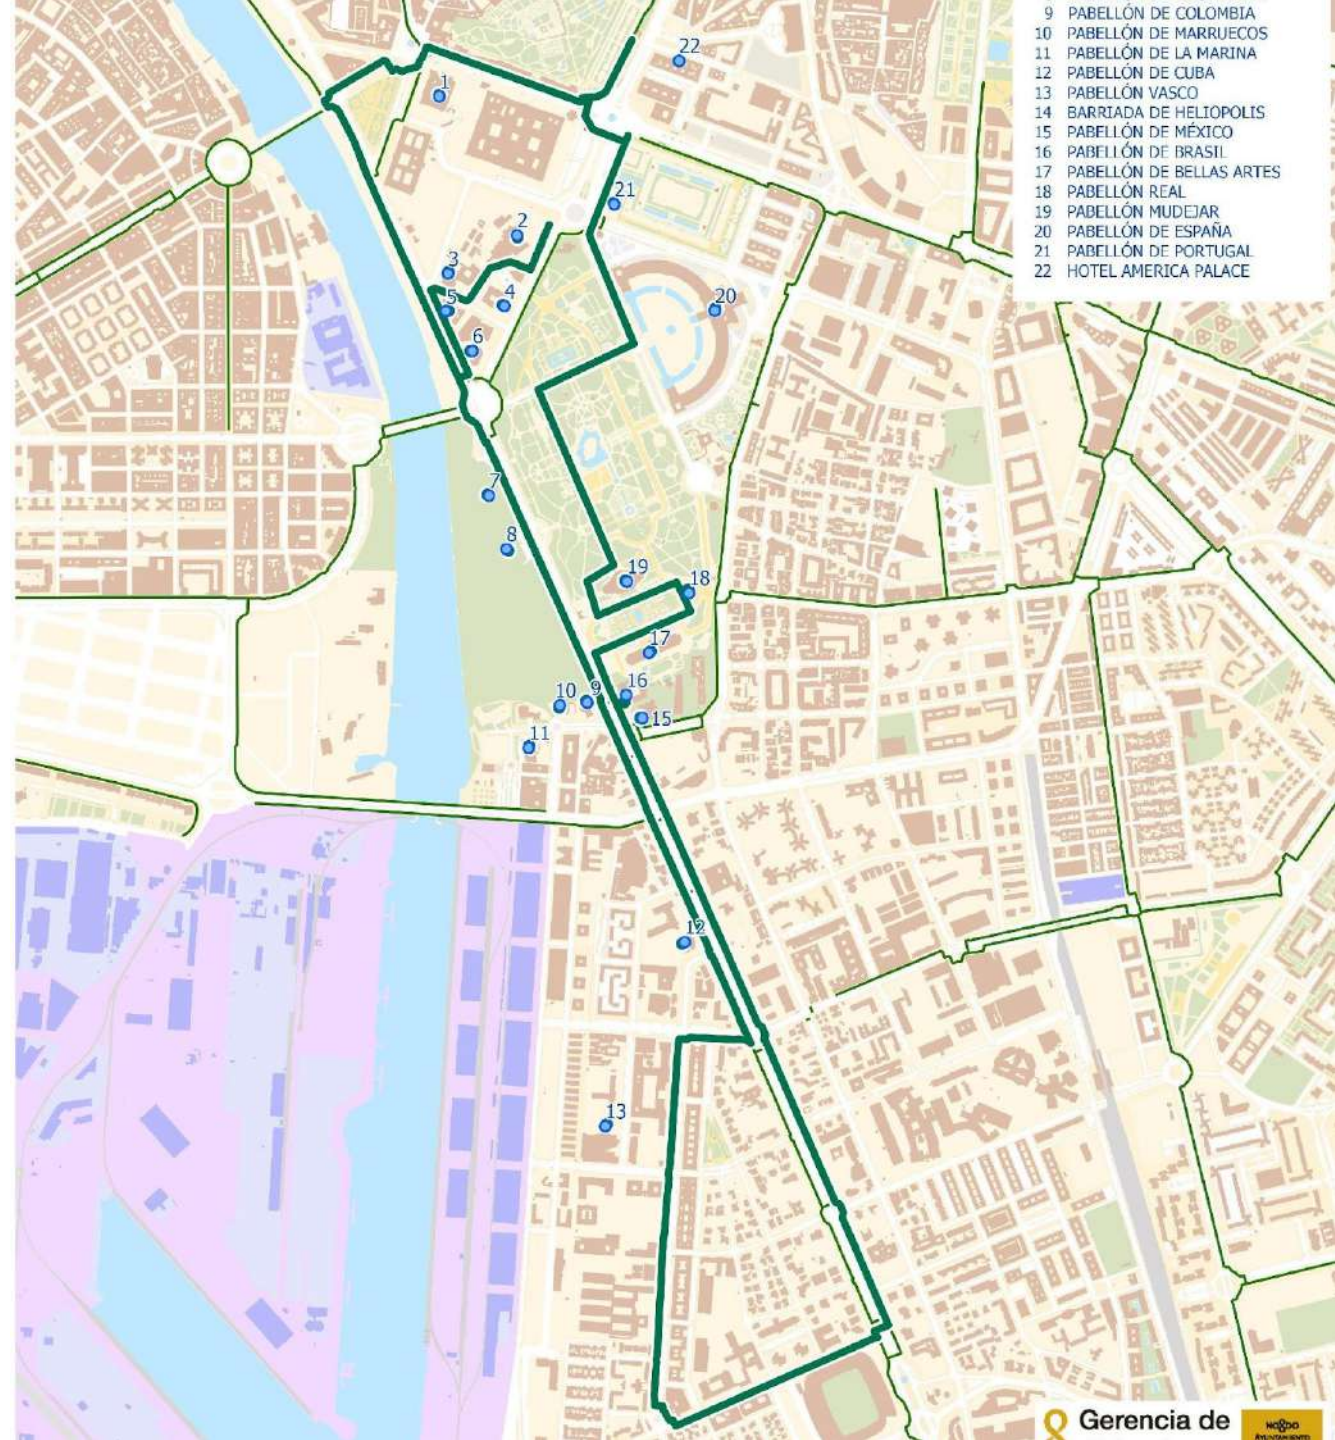 9 PABELLÓN DE COLOMBIA
10 PABELLÓN DE MARRUECOS
11 PABELLÓN DE LA MARINA
12 PABELLÓN DE CUBA
13 PABELLÓN VASCO
14 BARRIADA DE HELIOPOLIS
15 PABELLÓN DE MÉXICO
16 PABELLÓN DE BRASIL
17 PABELLÓN DE BELLAS ARTES
18 PABELLÓN REAL
19 PABELLÓN MUDEJAR
20 PABELLÓN DE ESPAÑA
21 PABELLÓN DE PORTUGAL
22 HOTEL AMERICA PALACE
22
1
21
2
3
5
4
20
6
7
8
19
18
17
16
9
10
15
11
12
13
Gerencia de
NO8DO
AYUNTAMIENTO